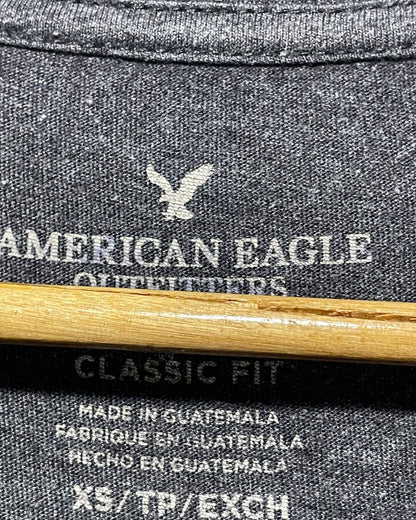 AMERICAN EAGLE
OUTFITTERS
CLASSIC FIT
MADE IN GUATEMALA
FABRIQUE EN GUATEMALA
HECHO EN GUATEMALA
XS/TP/EXCH